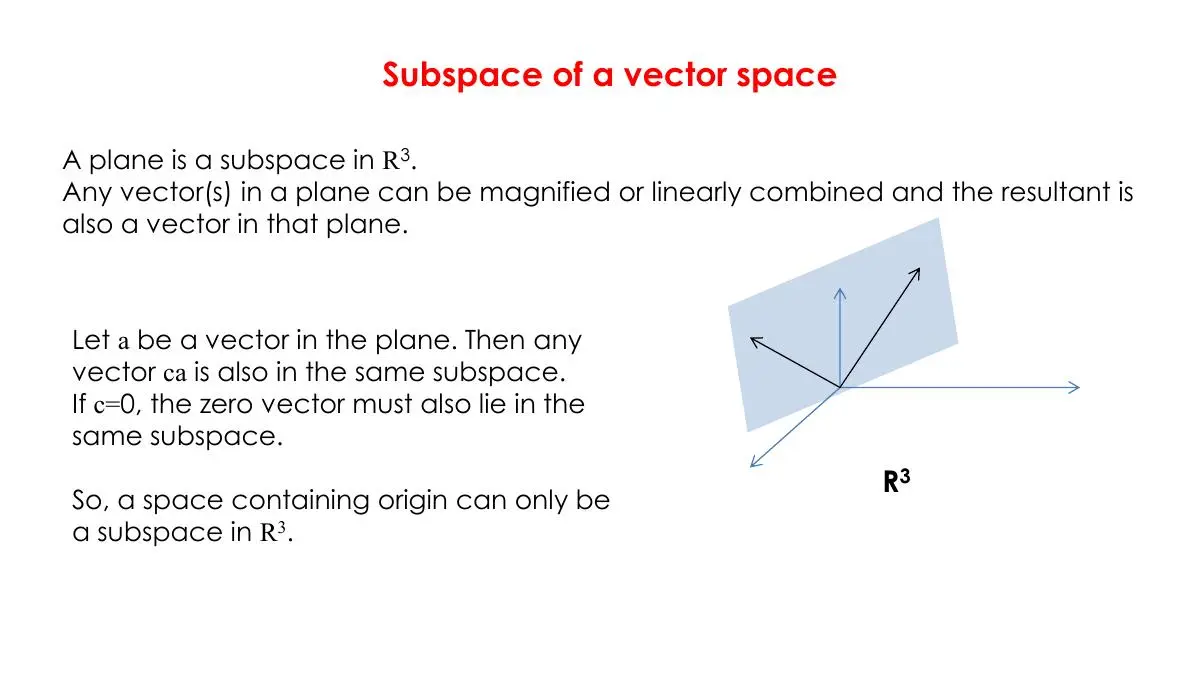 Subspace of a vector space
A plane is a subspace in R³.
Any vector(s) in a plane can be magnified or linearly combined and the resultant is
also a vector in that plane.
Let a be a vector in the plane. Then any
vector ca is also in the same subspace.
If c=0, the zero vector must also lie in the
same subspace.
So, a space containing origin can only be
a subspace in R³.
R³